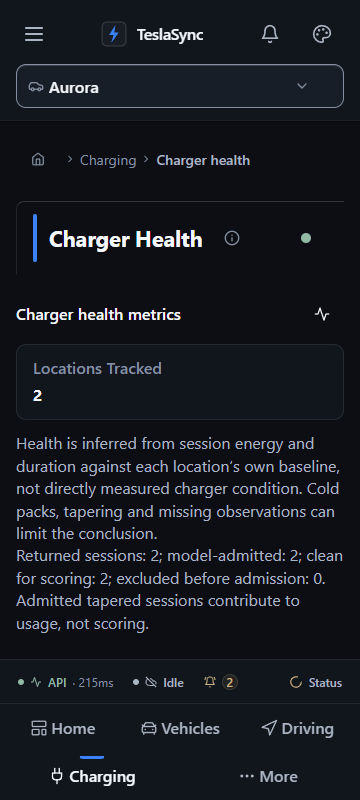 TeslaSync
Aurora
Charging
Charger health
Charger Health
Charger health metrics
Locations Tracked
2
Health is inferred from session energy and
duration against each location's own baseline,
not directly measured charger condition. Cold
packs, tapering and missing observations can
limit the conclusion.
Returned sessions: 2; model-admitted: 2; clean
for scoring: 2; excluded before admission: 0.
Admitted tapered sessions contribute to
usage, not scoring.
API · 215ms Idle 2 Status
Home Vehicles Driving
Charging More